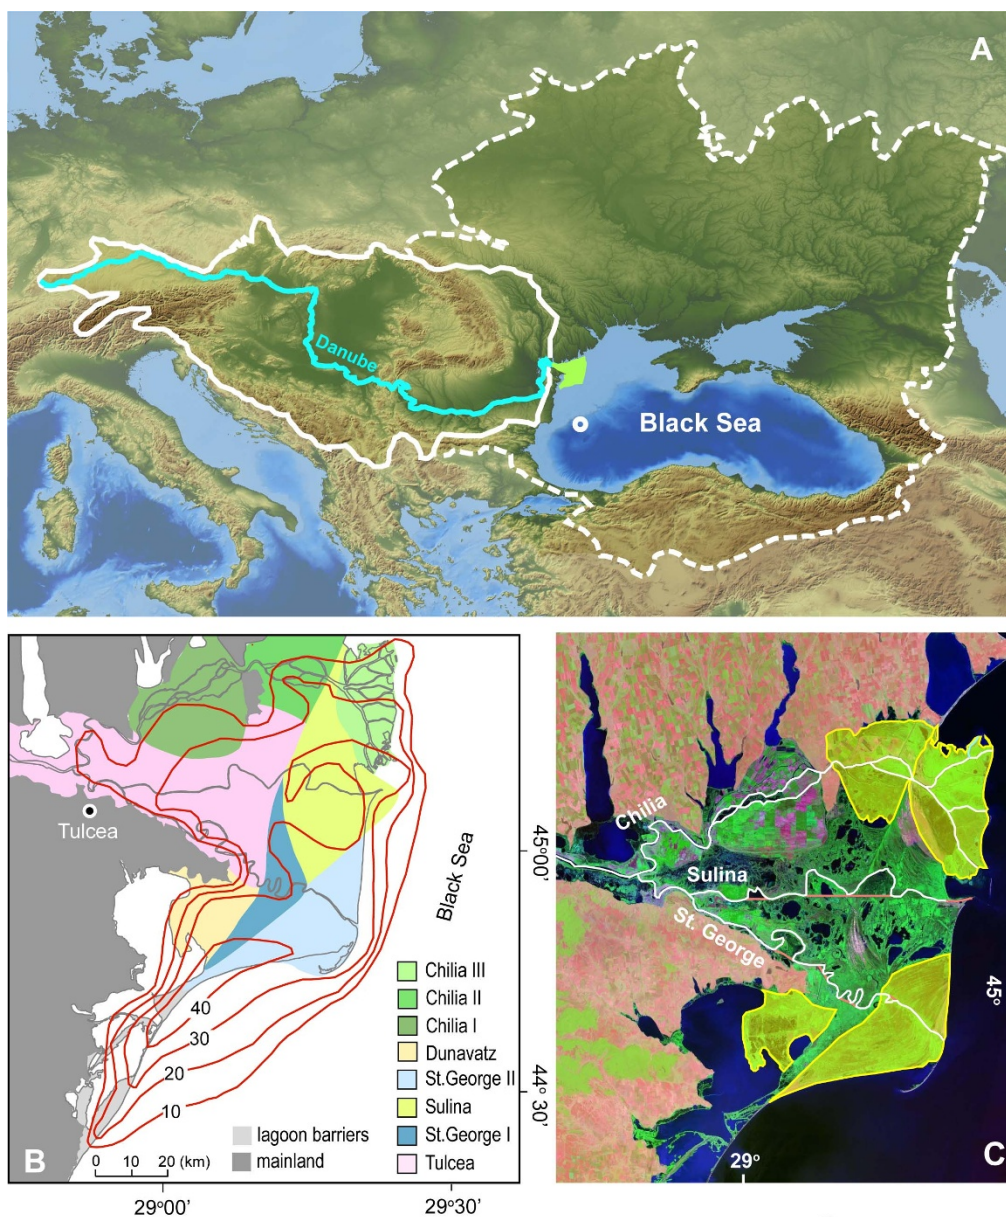 A
Danube
Black Sea
Tulcea
Black Sea
45°00'
44° 30'
40
30
20
10
Chilia III
Chilia II
Chilia I
Dunavatz
St.George II
Sulina
St.George I
Tulcea
lagoon barriers
mainland
0 10 20 (km)
B
29°00'
29°30'
Chilia
Sulina
St. George
45°
29°
C